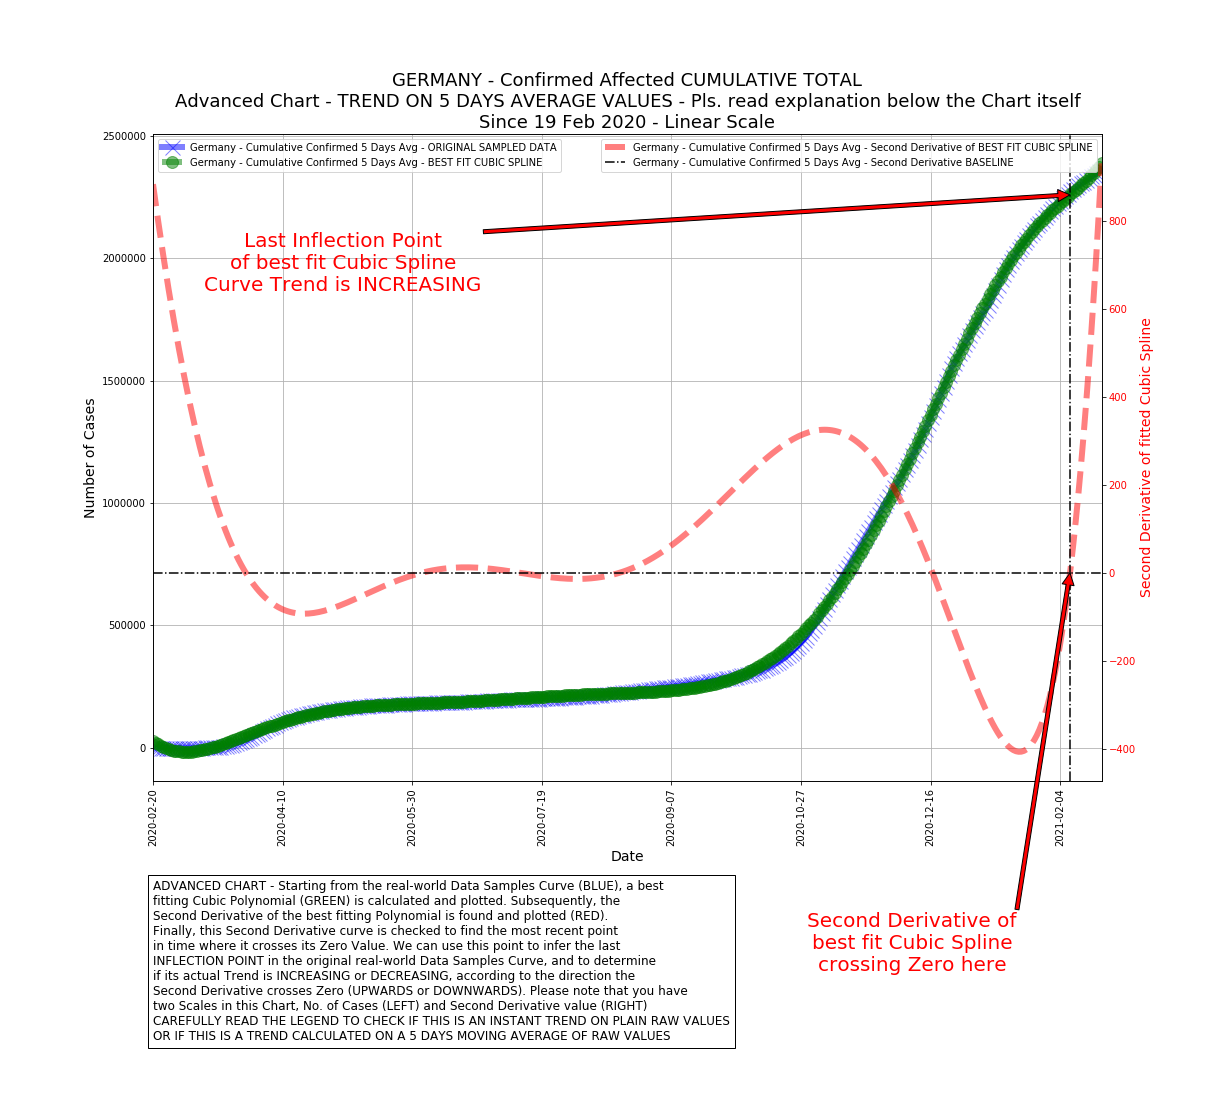 GERMANY - Confirmed Affected CUMULATIVE TOTAL
Advanced Chart - TREND ON 5 DAYS AVERAGE VALUES - Pls. read explanation below the Chart itself
Since 19 Feb 2020 - Linear Scale
Germany - Cumulative Confirmed 5 Days Avg - ORIGINAL SAMPLED DATA
Germany - Cumulative Confirmed 5 Days Avg - BEST FIT CUBIC SPLINE
Germany - Cumulative Confirmed 5 Days Avg - Second Derivative of BEST FIT CUBIC SPLINE
Germany - Cumulative Confirmed 5 Days Avg - Second Derivative BASELINE
Last Inflection Point
of best fit Cubic Spline
Curve Trend is INCREASING
Number of Cases
2500000
2000000
1500000
1000000
500000
0
Second Derivative of fitted Cubic Spline
800
600
400
200
0
−200
−400
2020-02-20
2020-04-10
2020-05-30
2020-07-19
2020-09-07
2020-10-27
2020-12-16
2021-02-04
Date
ADVANCED CHART - Starting from the real-world Data Samples Curve (BLUE), a best
fitting Cubic Polynomial (GREEN) is calculated and plotted. Subsequently, the
Second Derivative of the best fitting Polynomial is found and plotted (RED).
Finally, this Second Derivative curve is checked to find the most recent point
in time where it crosses its Zero Value. We can use this point to infer the last
INFLECTION POINT in the original real-world Data Samples Curve, and to determine
if its actual Trend is INCREASING or DECREASING, according to the direction the
Second Derivative crosses Zero (UPWARDS or DOWNWARDS). Please note that you have
two Scales in this Chart, No. of Cases (LEFT) and Second Derivative value (RIGHT)
CAREFULLY READ THE LEGEND TO CHECK IF THIS IS AN INSTANT TREND ON PLAIN RAW VALUES
OR IF THIS IS A TREND CALCULATED ON A 5 DAYS MOVING AVERAGE OF RAW VALUES
Second Derivative of
best fit Cubic Spline
crossing Zero here